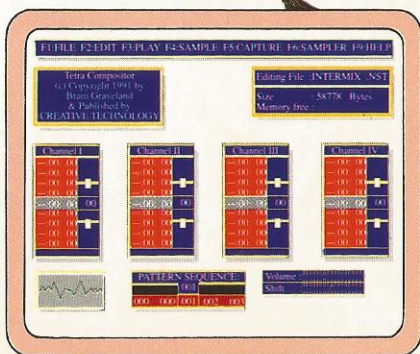 F1:FILE F2:EDIT F3:PLAY F4:SAMPLE F5:CAPTURE F6:SAMPLER F9:HELP
Tetra Compositor
(c) Copyright 1991 by
Bram Graveland
& Published by
CREATIVE TECHNOLOGY
Editing File :INTERMIX .NST
Size : 58778 Bytes
Memory free :
Channel I
Channel II
Channel III
Channel IV
PATTERN SEQUENCE
001
000 000 001 002 003
Volume :
Shift :